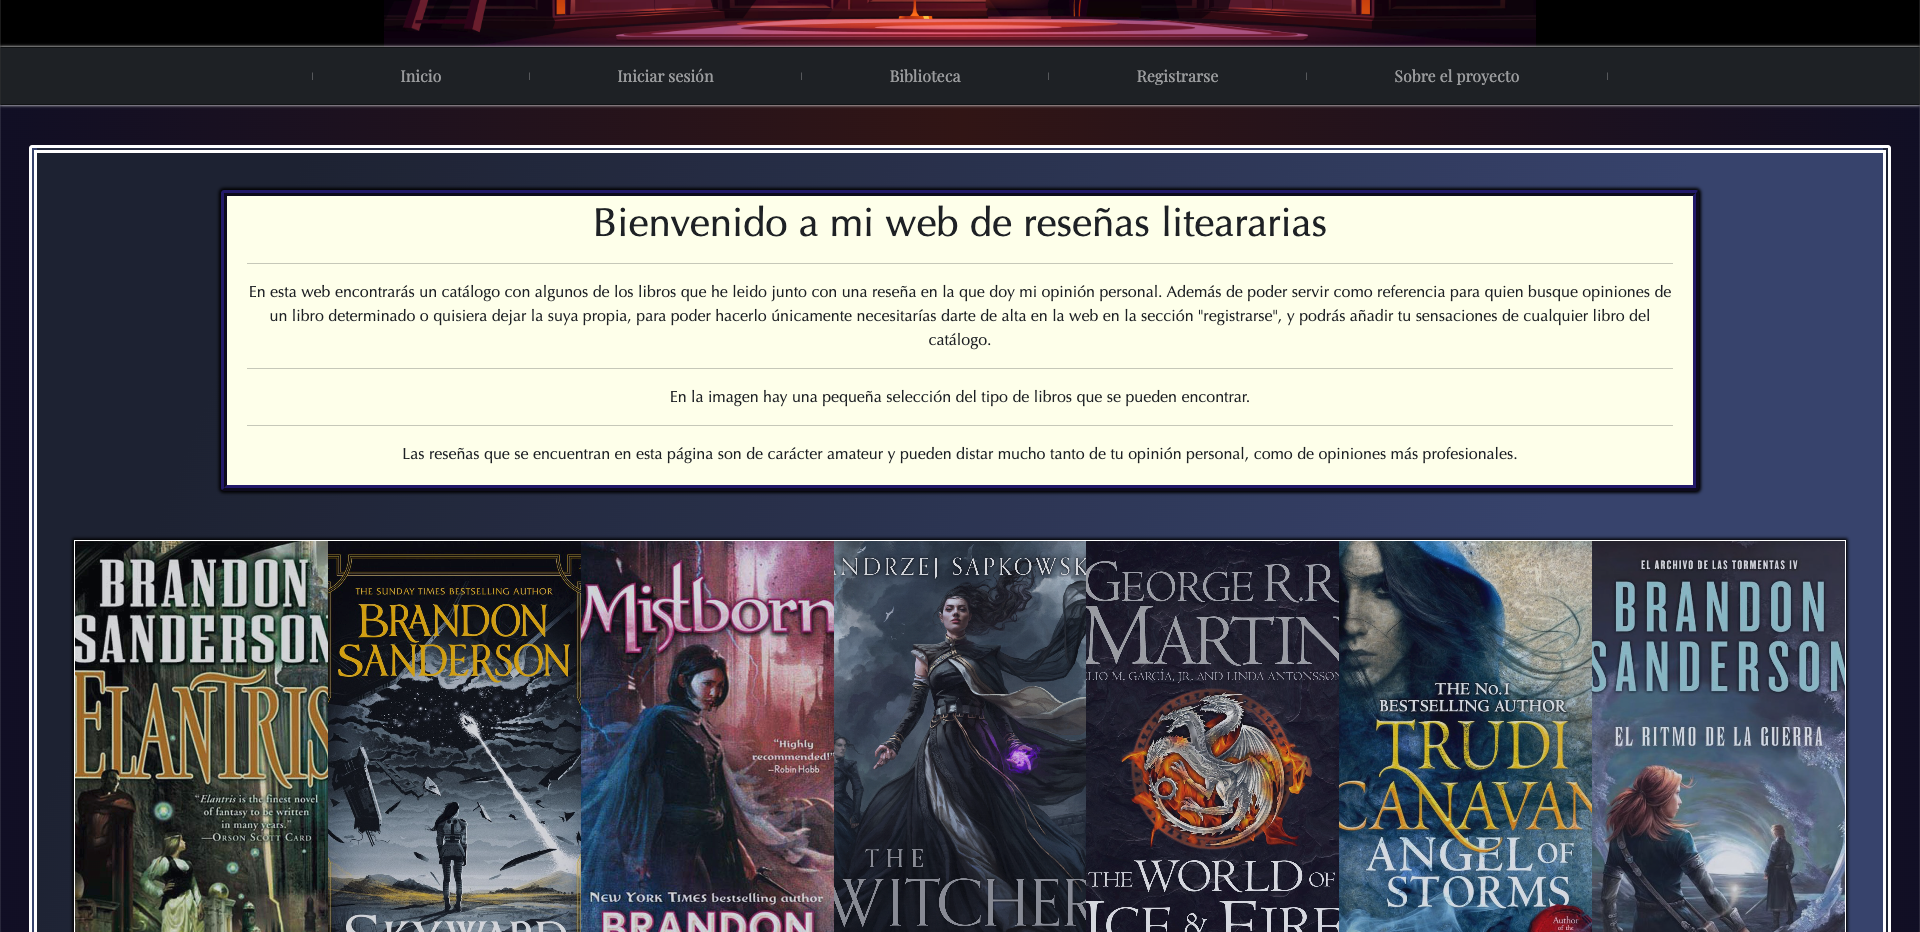 Inicio
Iniciar sesión
Biblioteca
Registrarse
Sobre el proyecto
Bienvenido a mi web de reseñas litearararias
En esta web encontrarás un catálogo con algunos de los libros que he leido junto con una reseña en la que doy mi opinión personal. Además de poder servir como referencia para quien busque opiniones de
un libro determinado o quisiera dejar la suya propia, para poder hacerlo únicamente necesitarías darte de alta en la web en la sección "registrarse", y podrás añadir tu sensaciones de cualquier libro del
catálogo.
En la imagen hay una pequeña selección del tipo de libros que se pueden encontrar.
Las reseñas que se encuentran en esta página son de carácter amateur y pueden distar mucho tanto de tu opinión personal, como de opiniones más profesionales.
BRANDON
SANDERSON
ELANTRIS
“Elantris is the finest novel
of fantasy to be written
in many years.”
—ORSON SCOTT CARD
THE SUNDAY TIMES BESTSELLING AUTHOR
BRANDON
SANDERSON
SKYWARD
Mistborn
“Highly
recommended!”
—Robin Hobb
NEW YORK TIMES bestselling author
BRANDON
NDRZEJ SAPKOWSK
THE
WITCHER
GEORGE R.R.
MARTIN
LIO M. GARCÍA, JR. AND LINDA ANTONSSON
THE WORLD OF
ICE & FIRE
THE No.1
BESTSELLING AUTHOR
TRUDI
CANAVAN
ANGEL OF
STORMS
Author
of the
EL ARCHIVO DE LAS TORMENTAS IV
BRANDON
SANDERSON
EL RITMO DE LA GUERRA